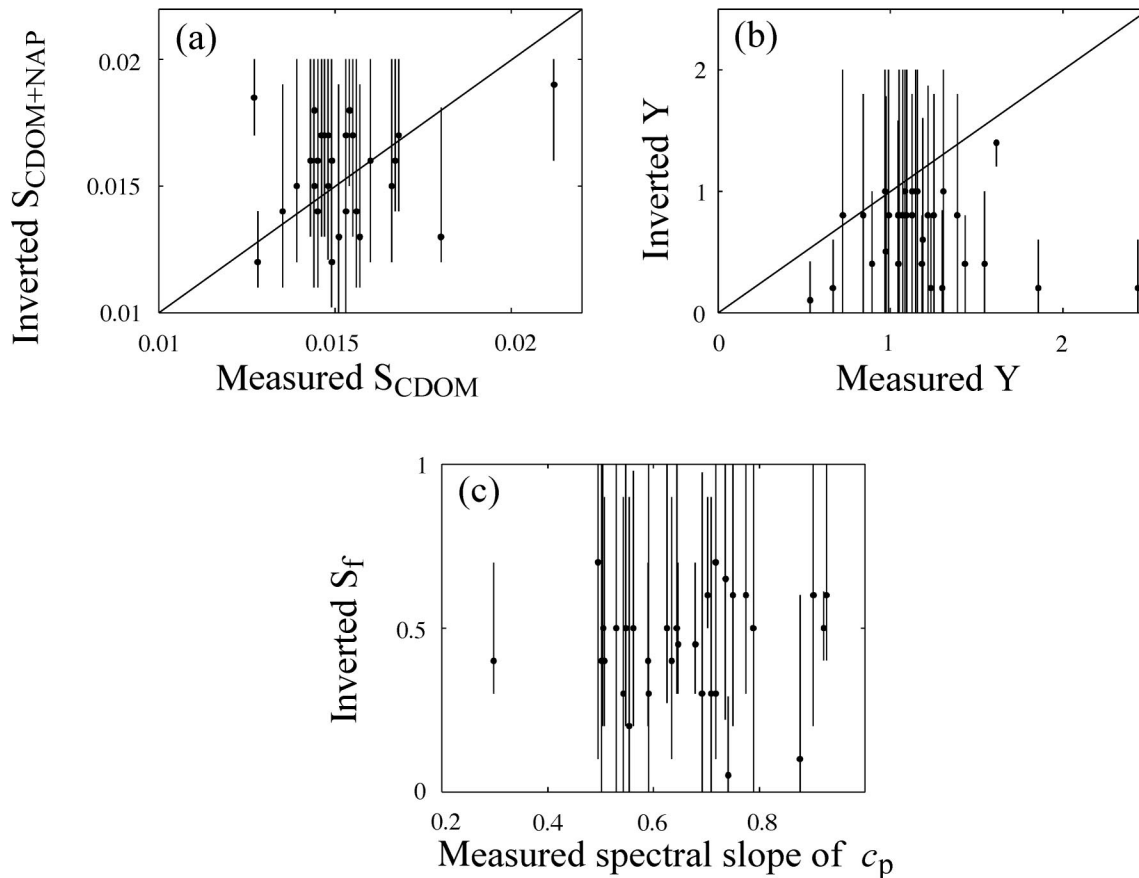 (a)
Inverted S_CDOM+NAP
0.02
0.015
0.01
0.01
0.015
0.02
Measured S_CDOM
(b)
Inverted Y
2
1
0
0
1
2
Measured Y
(c)
Inverted S_f
1
0.5
0
0.2
0.4
0.6
0.8
Measured spectral slope of c_p